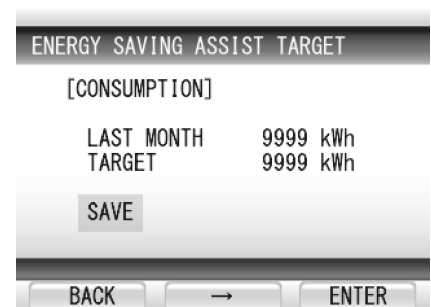 ENERGY SAVING ASSIST TARGET
[CONSUMPTION]
LAST MONTH 9999 kWh
TARGET 9999 kWh
SAVE
BACK → ENTER